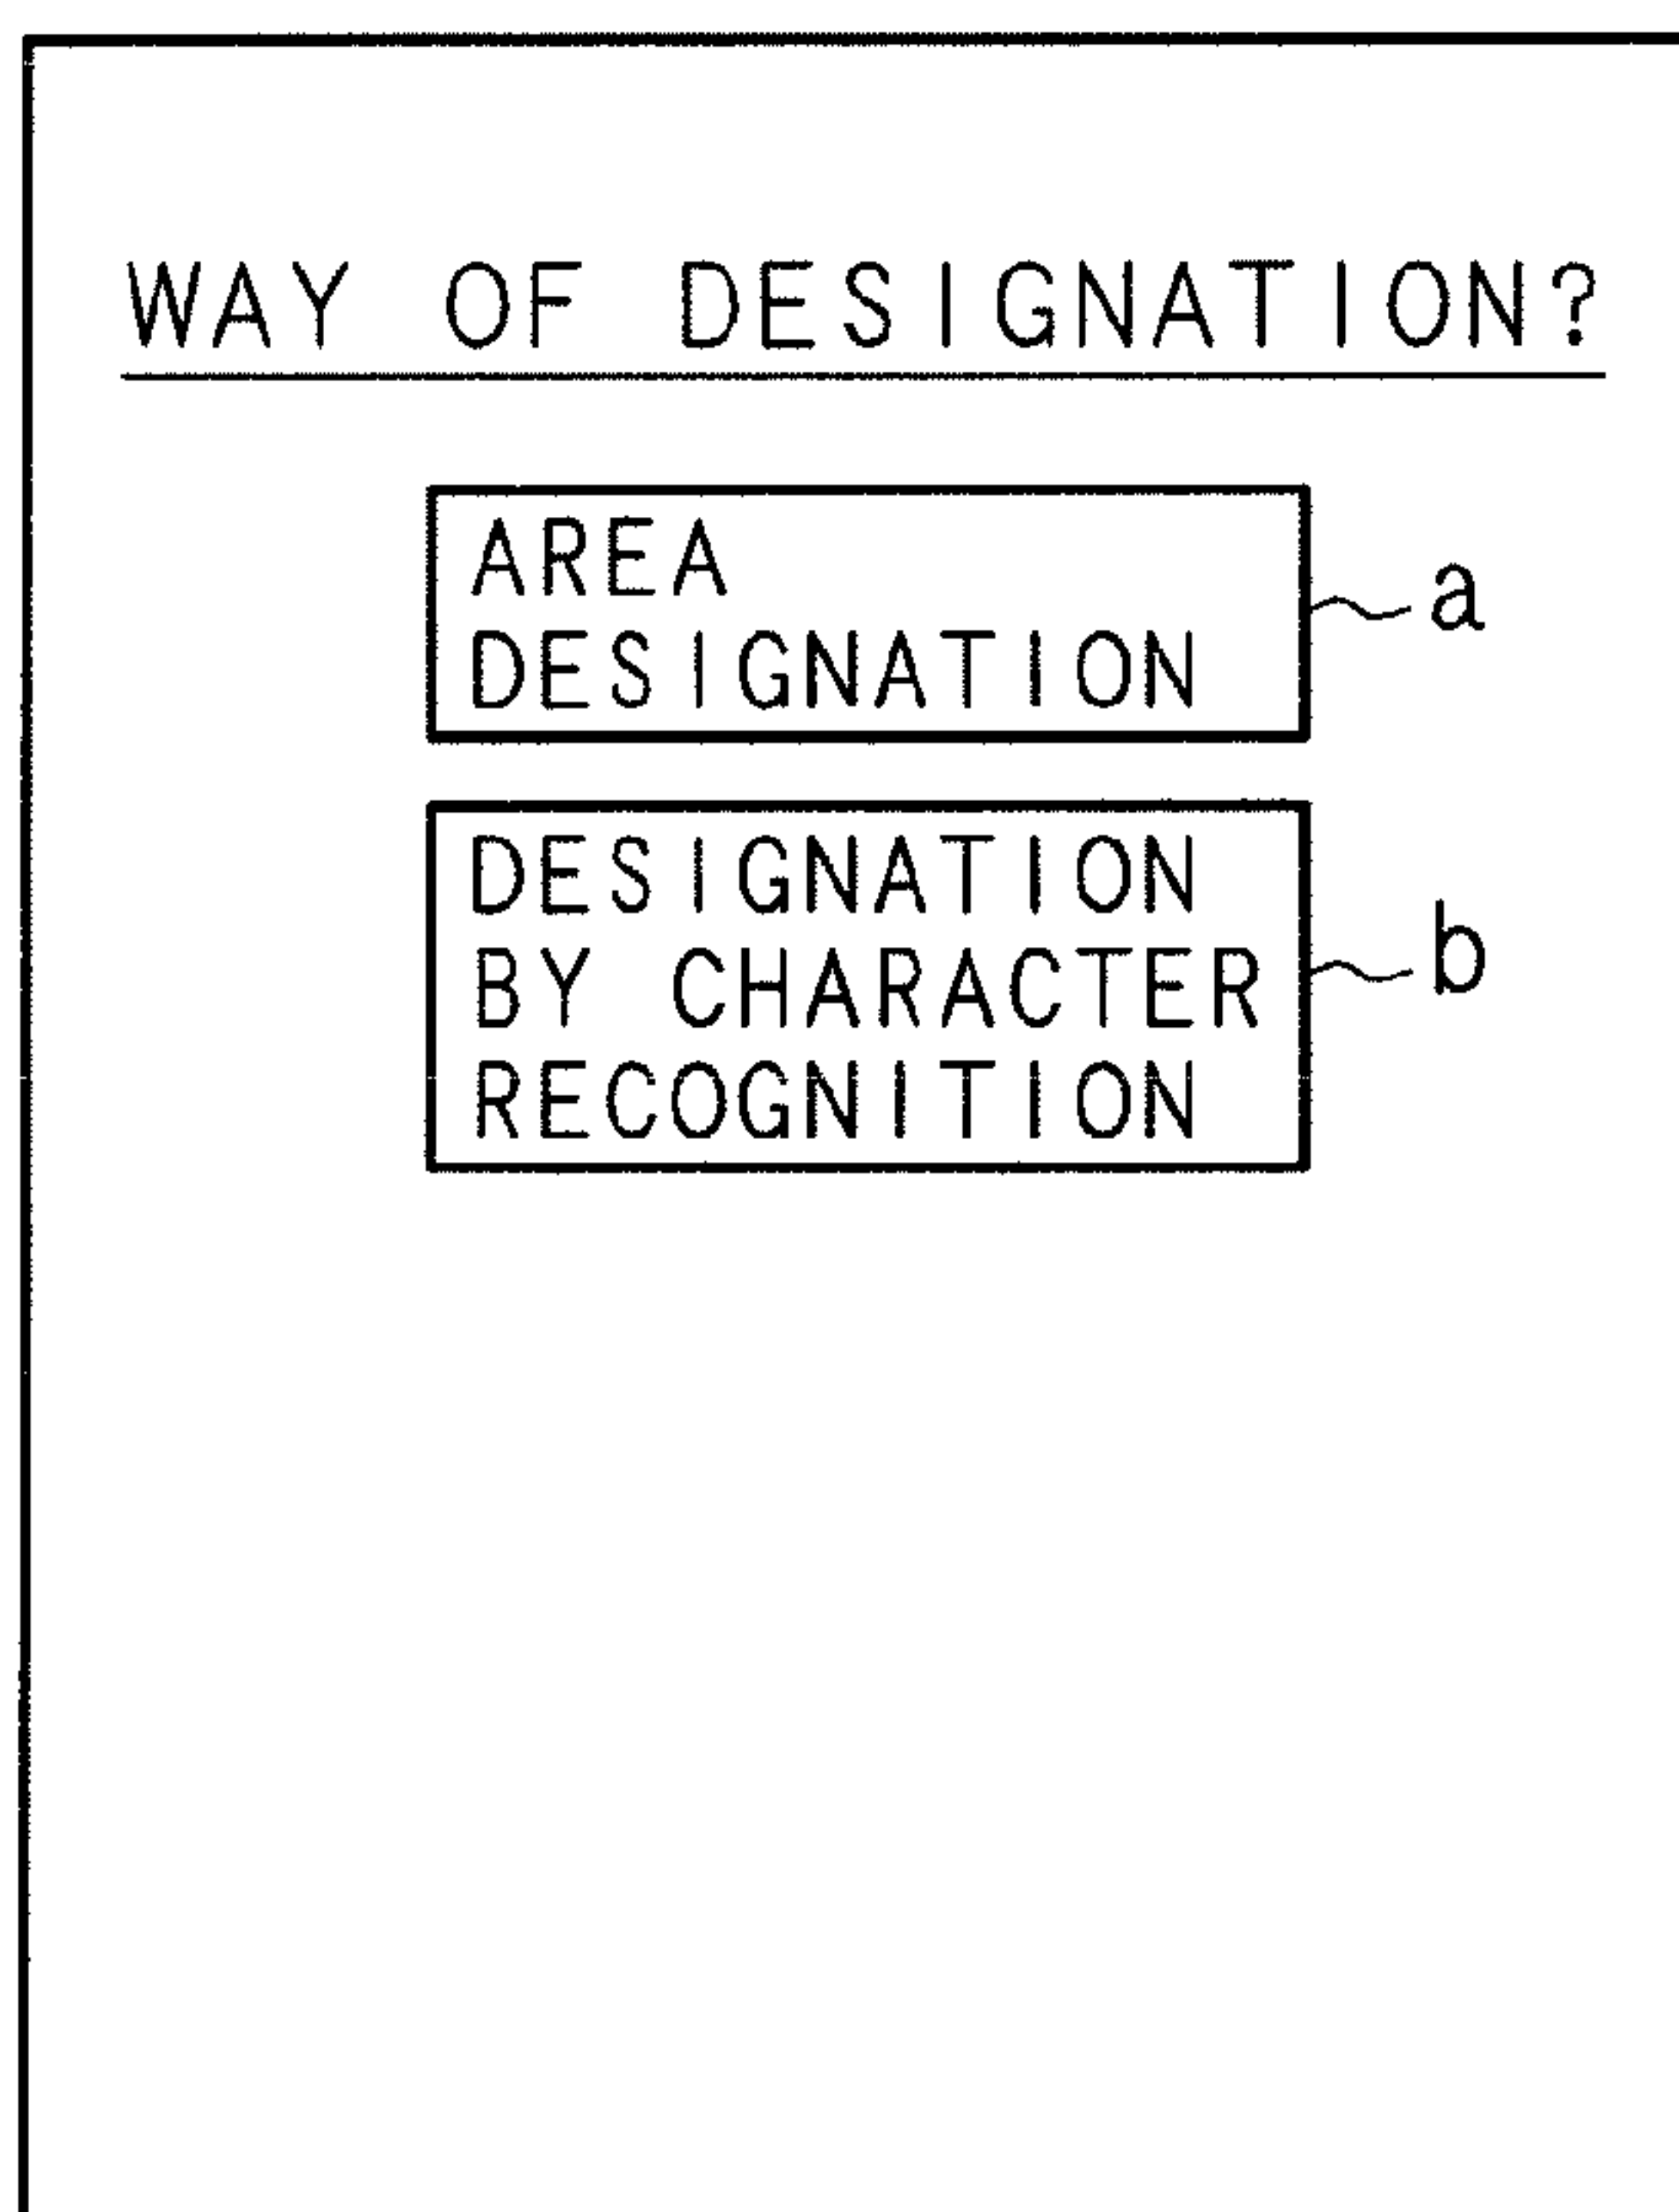 WAY OF DESIGNATION?
AREA
DESIGNATION
a
DESIGNATION
BY CHARACTER
RECOGNITION
b